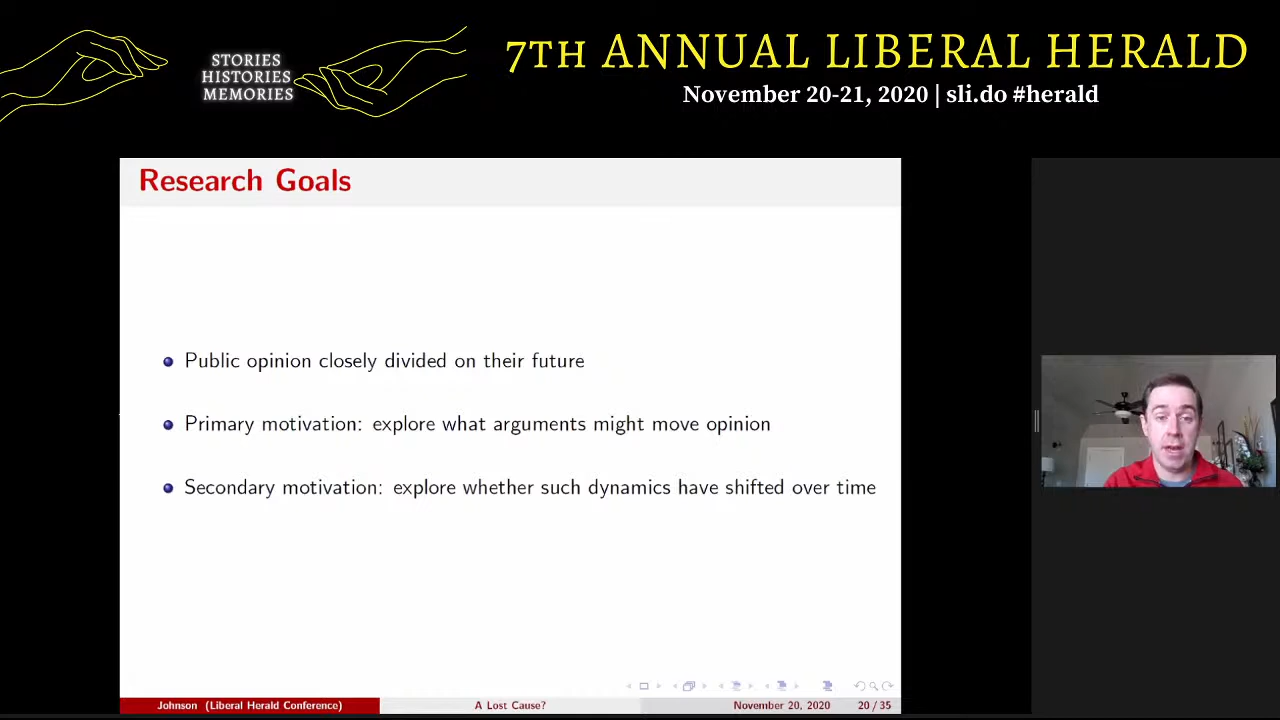 STORIES
HISTORIES
MEMORIES
7TH ANNUAL LIBERAL HERALD
November 20-21, 2020 | sli.do #herald
Research Goals
Public opinion closely divided on their future
Primary motivation: explore what arguments might move opinion
Secondary motivation: explore whether such dynamics have shifted over time
Johnson (Liberal Herald Conference) A Lost Cause? November 20, 2020 20 / 35